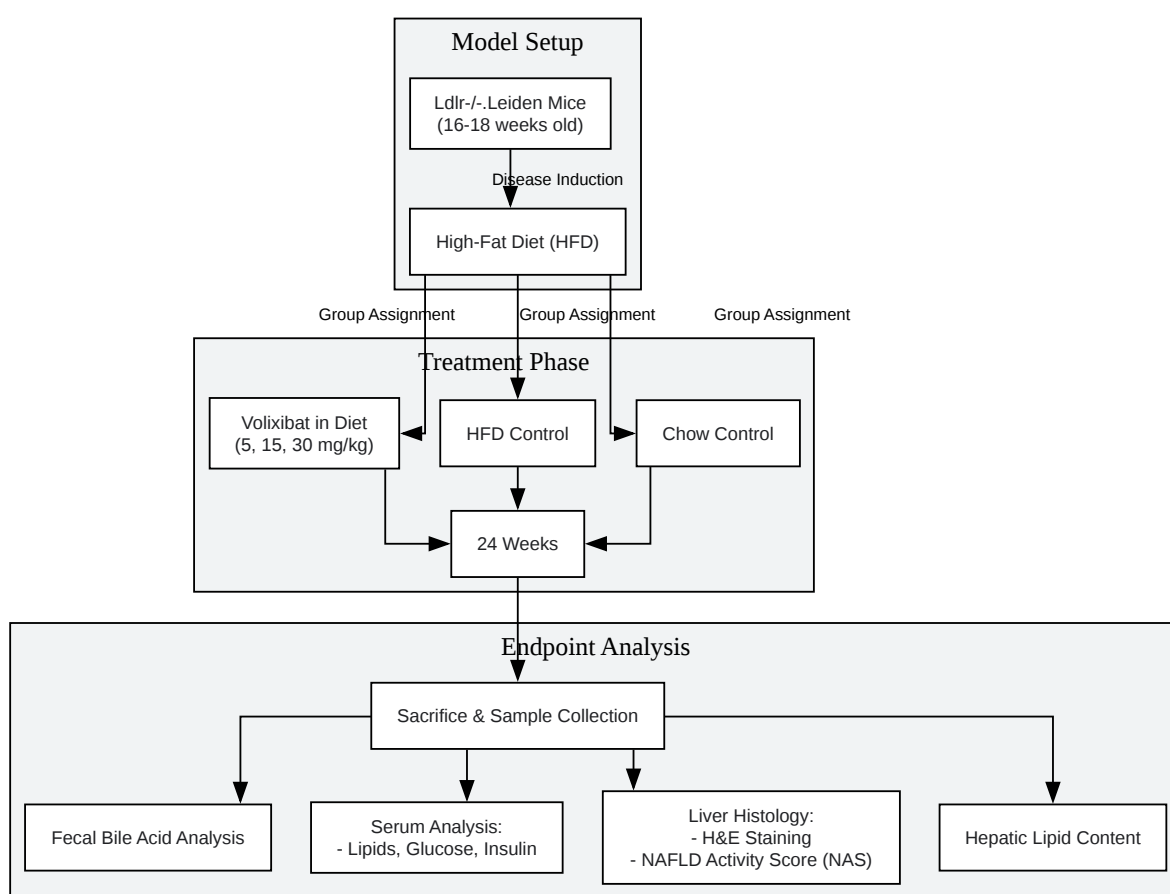 Model Setup
Ldlr-/-.Leiden Mice
(16-18 weeks old)
Disease Induction
High-Fat Diet (HFD)
Group Assignment
Group Assignment
Group Assignment
Treatment Phase
Volixibat in Diet
(5, 15, 30 mg/kg)
HFD Control
Chow Control
24 Weeks
Endpoint Analysis
Sacrifice & Sample Collection
Fecal Bile Acid Analysis
Serum Analysis:
- Lipids, Glucose, Insulin
Liver Histology:
- H&E Staining
- NAFLD Activity Score (NAS)
Hepatic Lipid Content